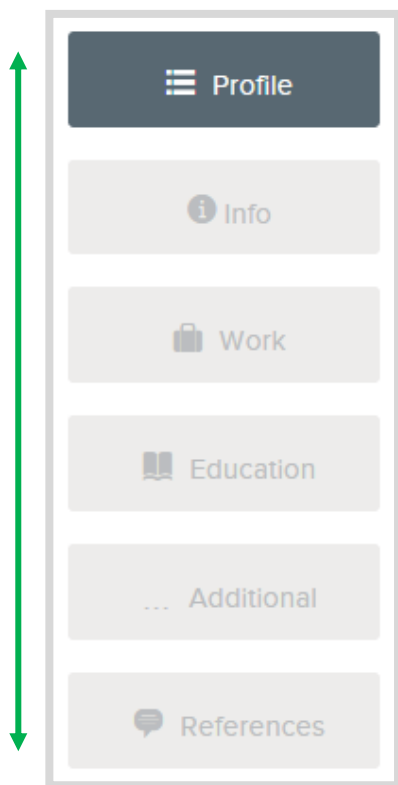 Profile
Info
Work
Education
... Additional
References